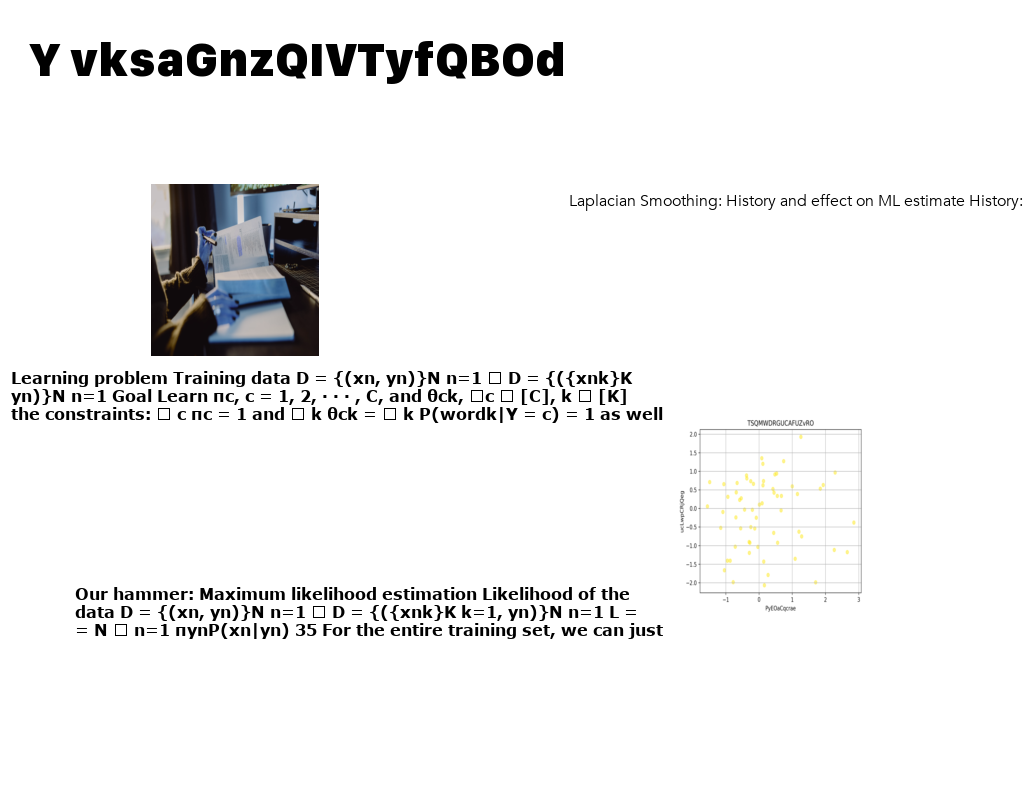 Y vksaGnzQIVTyfQBOd
Laplacian Smoothing: History and effect on ML estimate History:
Learning problem Training data D = {(xn, yn)}N n=1 □ D = {({xnk}K
yn)}N n=1 Goal Learn πc, c = 1, 2, · · · , C, and θck, □c □ [C], k □ [K]
the constraints: □ c πc = 1 and □ k θck = □ k P(wordk|Y = c) = 1 as well
TSQMWDRGUCAFUZvRO
2.0
1.5
1.0
0.5
0.0
−0.5
−1.0
−1.5
−2.0
−1 0 1 2 3
PyEOaCqcrae
Our hammer: Maximum likelihood estimation Likelihood of the
data D = {(xn, yn)}N n=1 □ D = {({xnk}K k=1, yn)}N n=1 L =
= N □ n=1 πynP(xn|yn) 35 For the entire training set, we can just